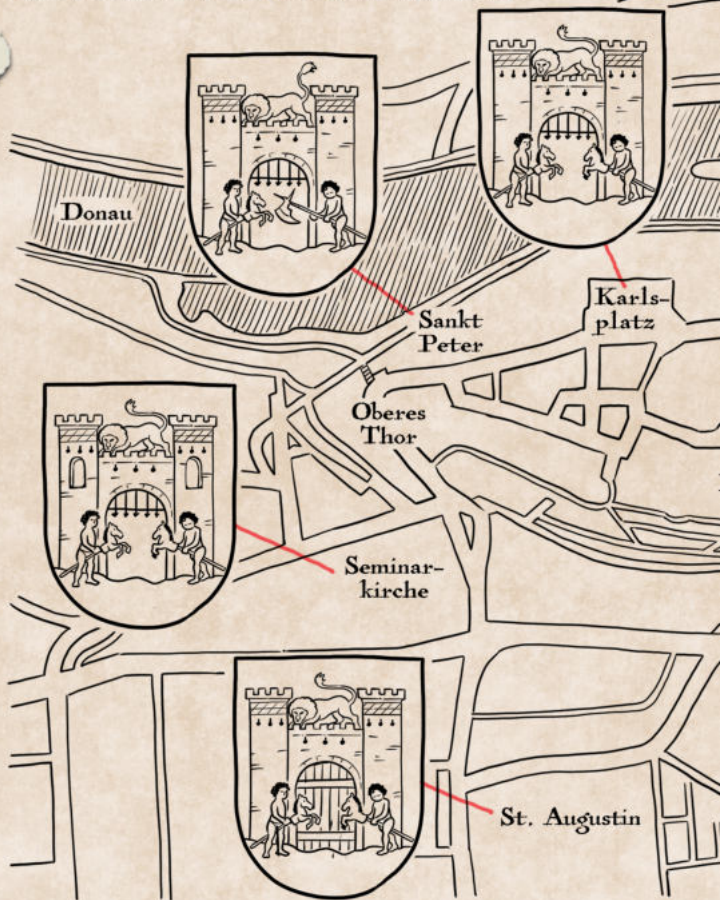 Donau
Karls-
platz
Sankt
Peter
Oberes
Thor
Seminar-
kirche
St. Augustin